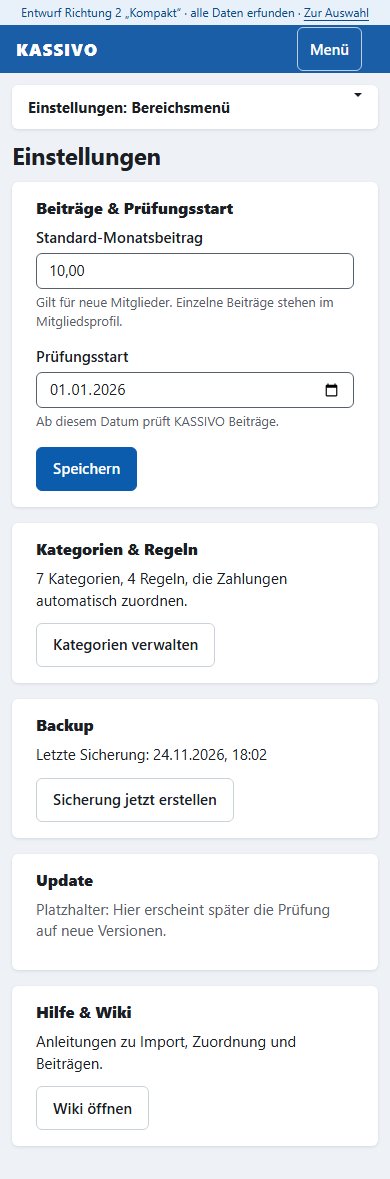 Entwurf Richtung 2 „Kompakt“ · alle Daten erfunden · Zur Auswahl
KASSIVO
Menü
Einstellungen: Bereichsmenü
Einstellungen
Beiträge & Prüfungsstart
Standard-Monatsbeitrag
10,00
Gilt für neue Mitglieder. Einzelne Beiträge stehen im
Mitgliedsprofil.
Prüfungsstart
01.01.2026
Ab diesem Datum prüft KASSIVO Beiträge.
Speichern
Kategorien & Regeln
7 Kategorien, 4 Regeln, die Zahlungen
automatisch zuordnen.
Kategorien verwalten
Backup
Letzte Sicherung: 24.11.2026, 18:02
Sicherung jetzt erstellen
Update
Platzhalter: Hier erscheint später die Prüfung
auf neue Versionen.
Hilfe & Wiki
Anleitungen zu Import, Zuordnung und
Beiträgen.
Wiki öffnen